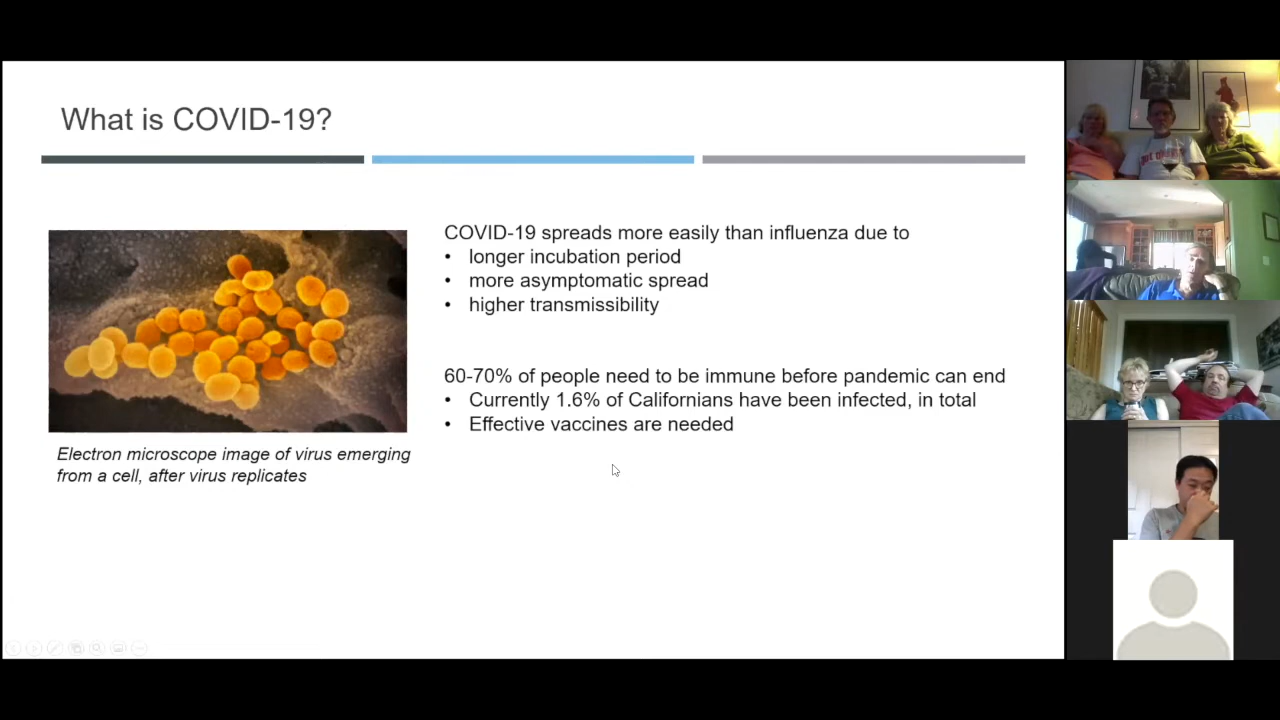 What is COVID-19?
COVID-19 spreads more easily than influenza due to
• longer incubation period
• more asymptomatic spread
• higher transmissibility
60-70% of people need to be immune before pandemic can end
• Currently 1.6% of Californians have been infected, in total
• Effective vaccines are needed
Electron microscope image of virus emerging
from a cell, after virus replicates